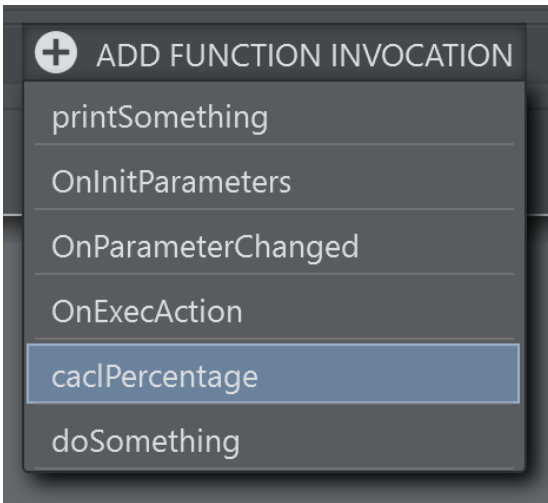 ADD FUNCTION INVOCATION
printSomething
OnInitParameters
OnParameterChanged
OnExecAction
caclPercentage
doSomething